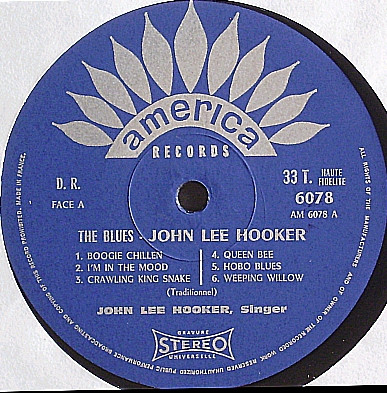 america
RECORDS
D. R.
FACE A
33 T. HAUTE FIDELITE
6078
AM 6078 A
THE BLUES - JOHN LEE HOOKER
1. BOOGIE CHILLEN
2. I'M IN THE MOOD
3. CRAWLING KING SNAKE
(Traditionnel)
4. QUEEN BEE
5. HOBO BLUES
6. WEEPING WILLOW
JOHN LEE HOOKER, Singer
GRAVURE
STEREO
UNIVERSELLE
ALL RIGHTS OF THE MANUFACTURERS AND OF OWNER OF THE RECORDED WORK RESERVED UNAUTHORIZED PUBLIC PERFORMANCE BROADCASTING AND COPYING OF THIS RECORD PROHIBITED. MADE IN FRANCE.